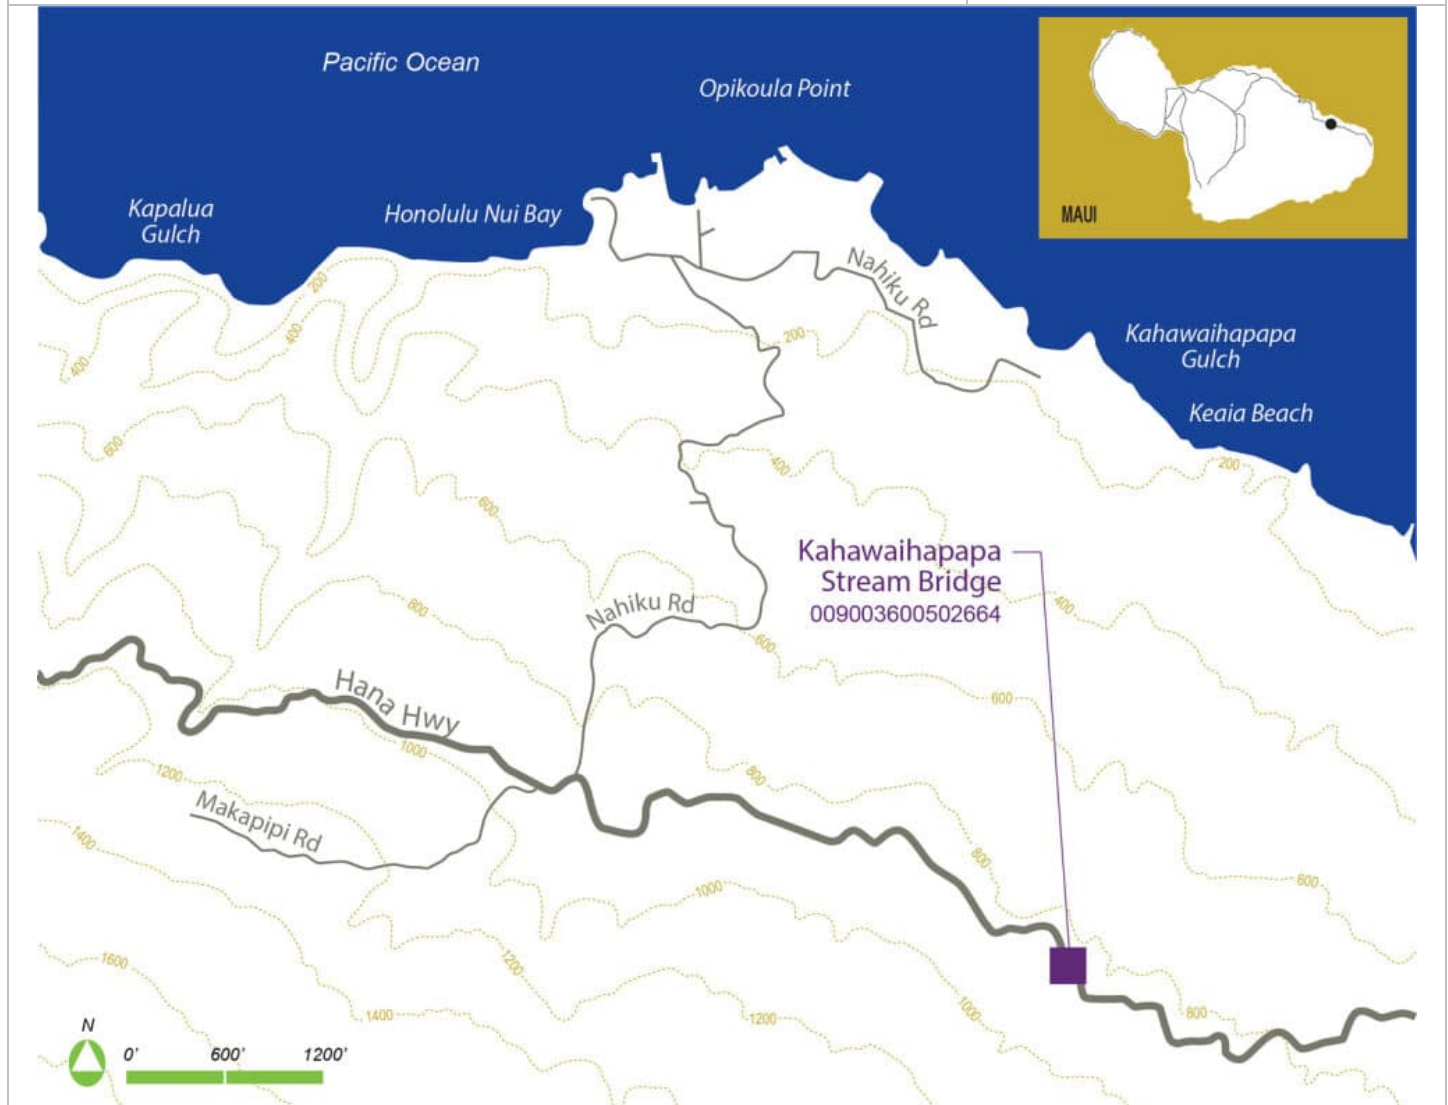 Pacific Ocean
Opikoula Point
Kapalua
Gulch
Honolulu Nui Bay
MAUI
Nahiku Rd
Kahawaihapapa
Gulch
Keaia Beach
200
400
400
200
600
400
200
600
Kahawaihapapa
Stream Bridge
009003600502664
800
Nahiku Rd
400
600
600
Hana Hwy
1000
1200
800
Makapipi Rd
1400
800
600
1000
1200
1600
1000
1400
1200
800
N
0’
600’
1200’